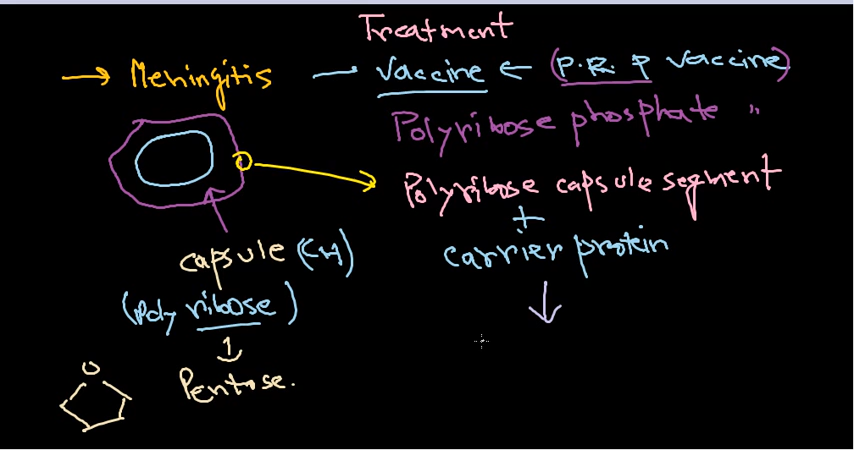 Treatment
→ Meningitis — Vaccine ← (P.R.P vaccine)
Polyribose phosphate "
Polyribose capsule segment
+
carrier protein
capsule (CH)
(Poly ribose)
Pentose.
O